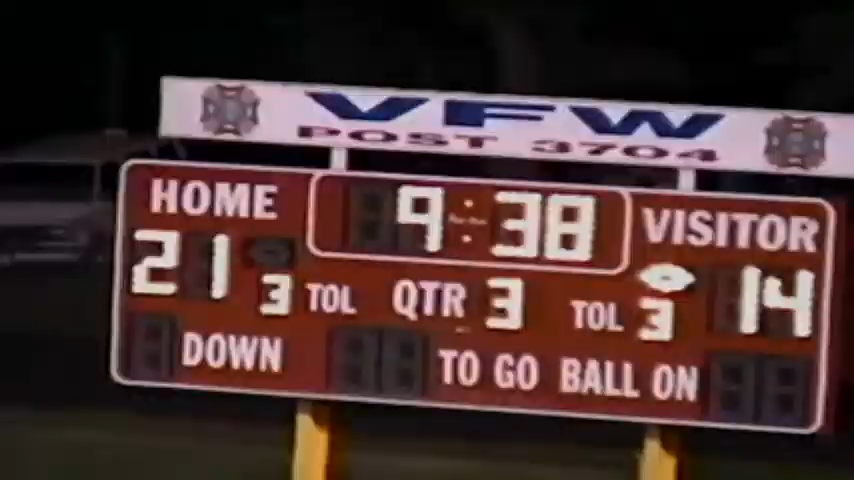 VFW
POST 3704
HOME 9:38 VISITOR
21 3 TOL QTR 3 TOL 3 14
DOWN TO GO BALL ON